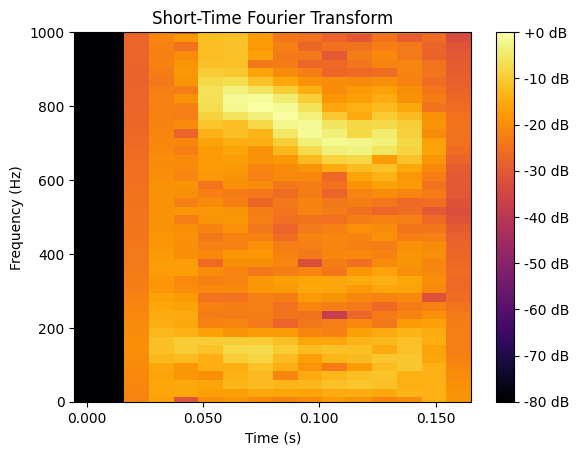 Short-Time Fourier Transform
1000
800
600
400
200
0
Frequency (Hz)
0.000
0.050
0.100
0.150
Time (s)
+0 dB
-10 dB
-20 dB
-30 dB
-40 dB
-50 dB
-60 dB
-70 dB
-80 dB